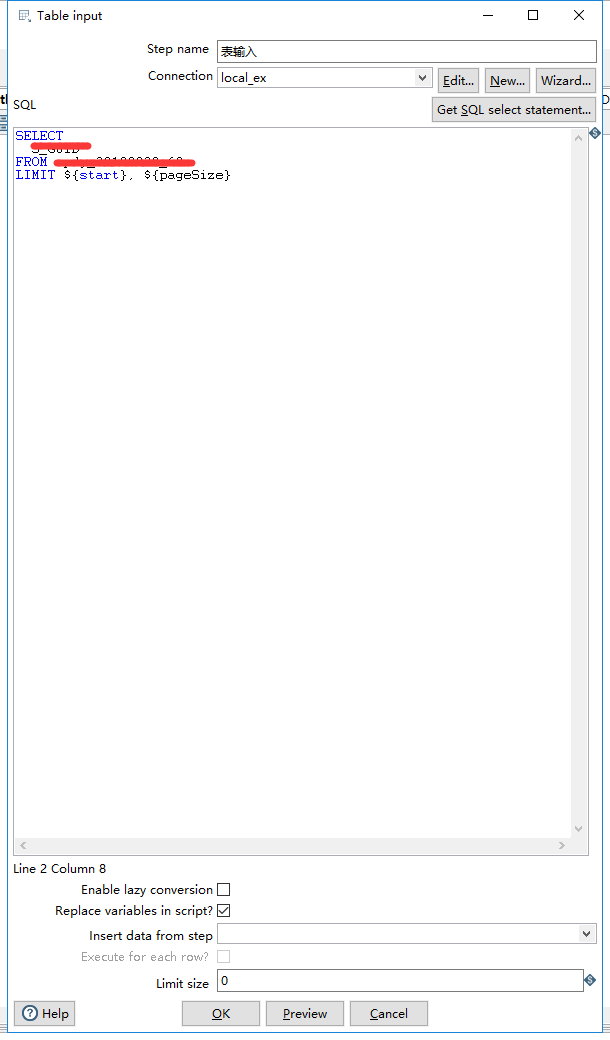 Table input
Step name 表输入
Connection local_ex
Edit... New... Wizard...
SQL
Get SQL select statement...
SELECT
FROM
LIMIT ${start}, ${pageSize}
Line 2 Column 8
Enable lazy conversion
Replace variables in script?
Insert data from step
Execute for each row?
Limit size 0
Help OK Preview Cancel